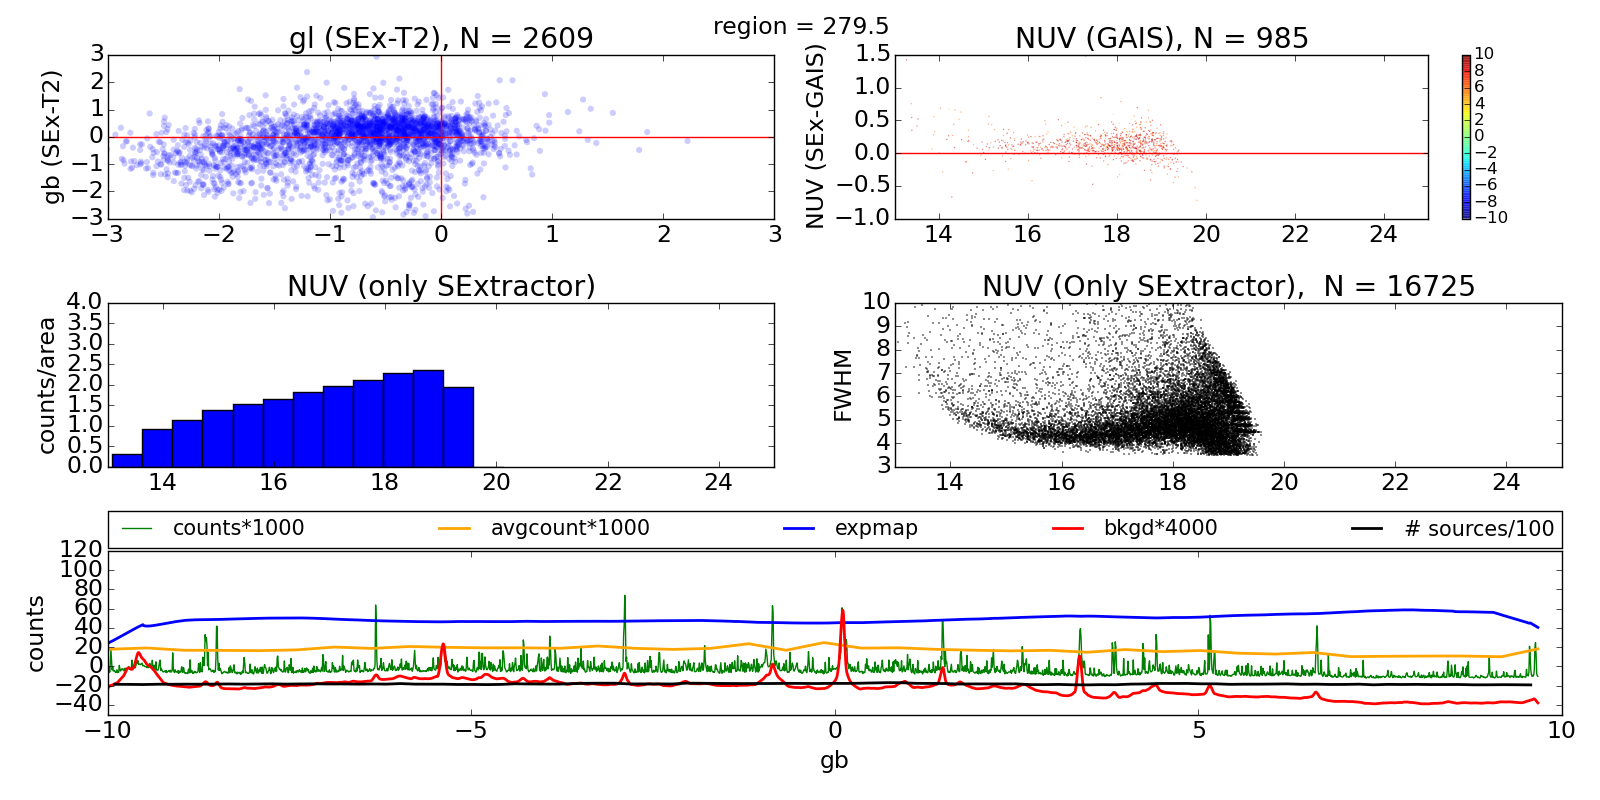 region = 279.5
gl (SEx-T2), N = 2609
gb (SEx-T2)
3
2
1
0
−1
−2
−3
−3 −2 −1 0 1 2 3
NUV (GAIS), N = 985
NUV (SEx-GAIS)
1.5
1.0
0.5
0.0
−0.5
−1.0
14 16 18 20 22 24
10
8
6
4
2
0
−2
−4
−6
−8
−10
NUV (only SExtractor)
counts/area
4.0
3.5
3.0
2.5
2.0
1.5
1.0
0.5
0.0
14 16 18 20 22 24
NUV (Only SExtractor),  N = 16725
FWHM
10
9
8
7
6
5
4
3
14 16 18 20 22 24
counts*1000 avgcount*1000 expmap bkgd*4000 # sources/100
counts
120
100
80
60
40
20
0
−20
−40
−10 −5 0 5 10
gb